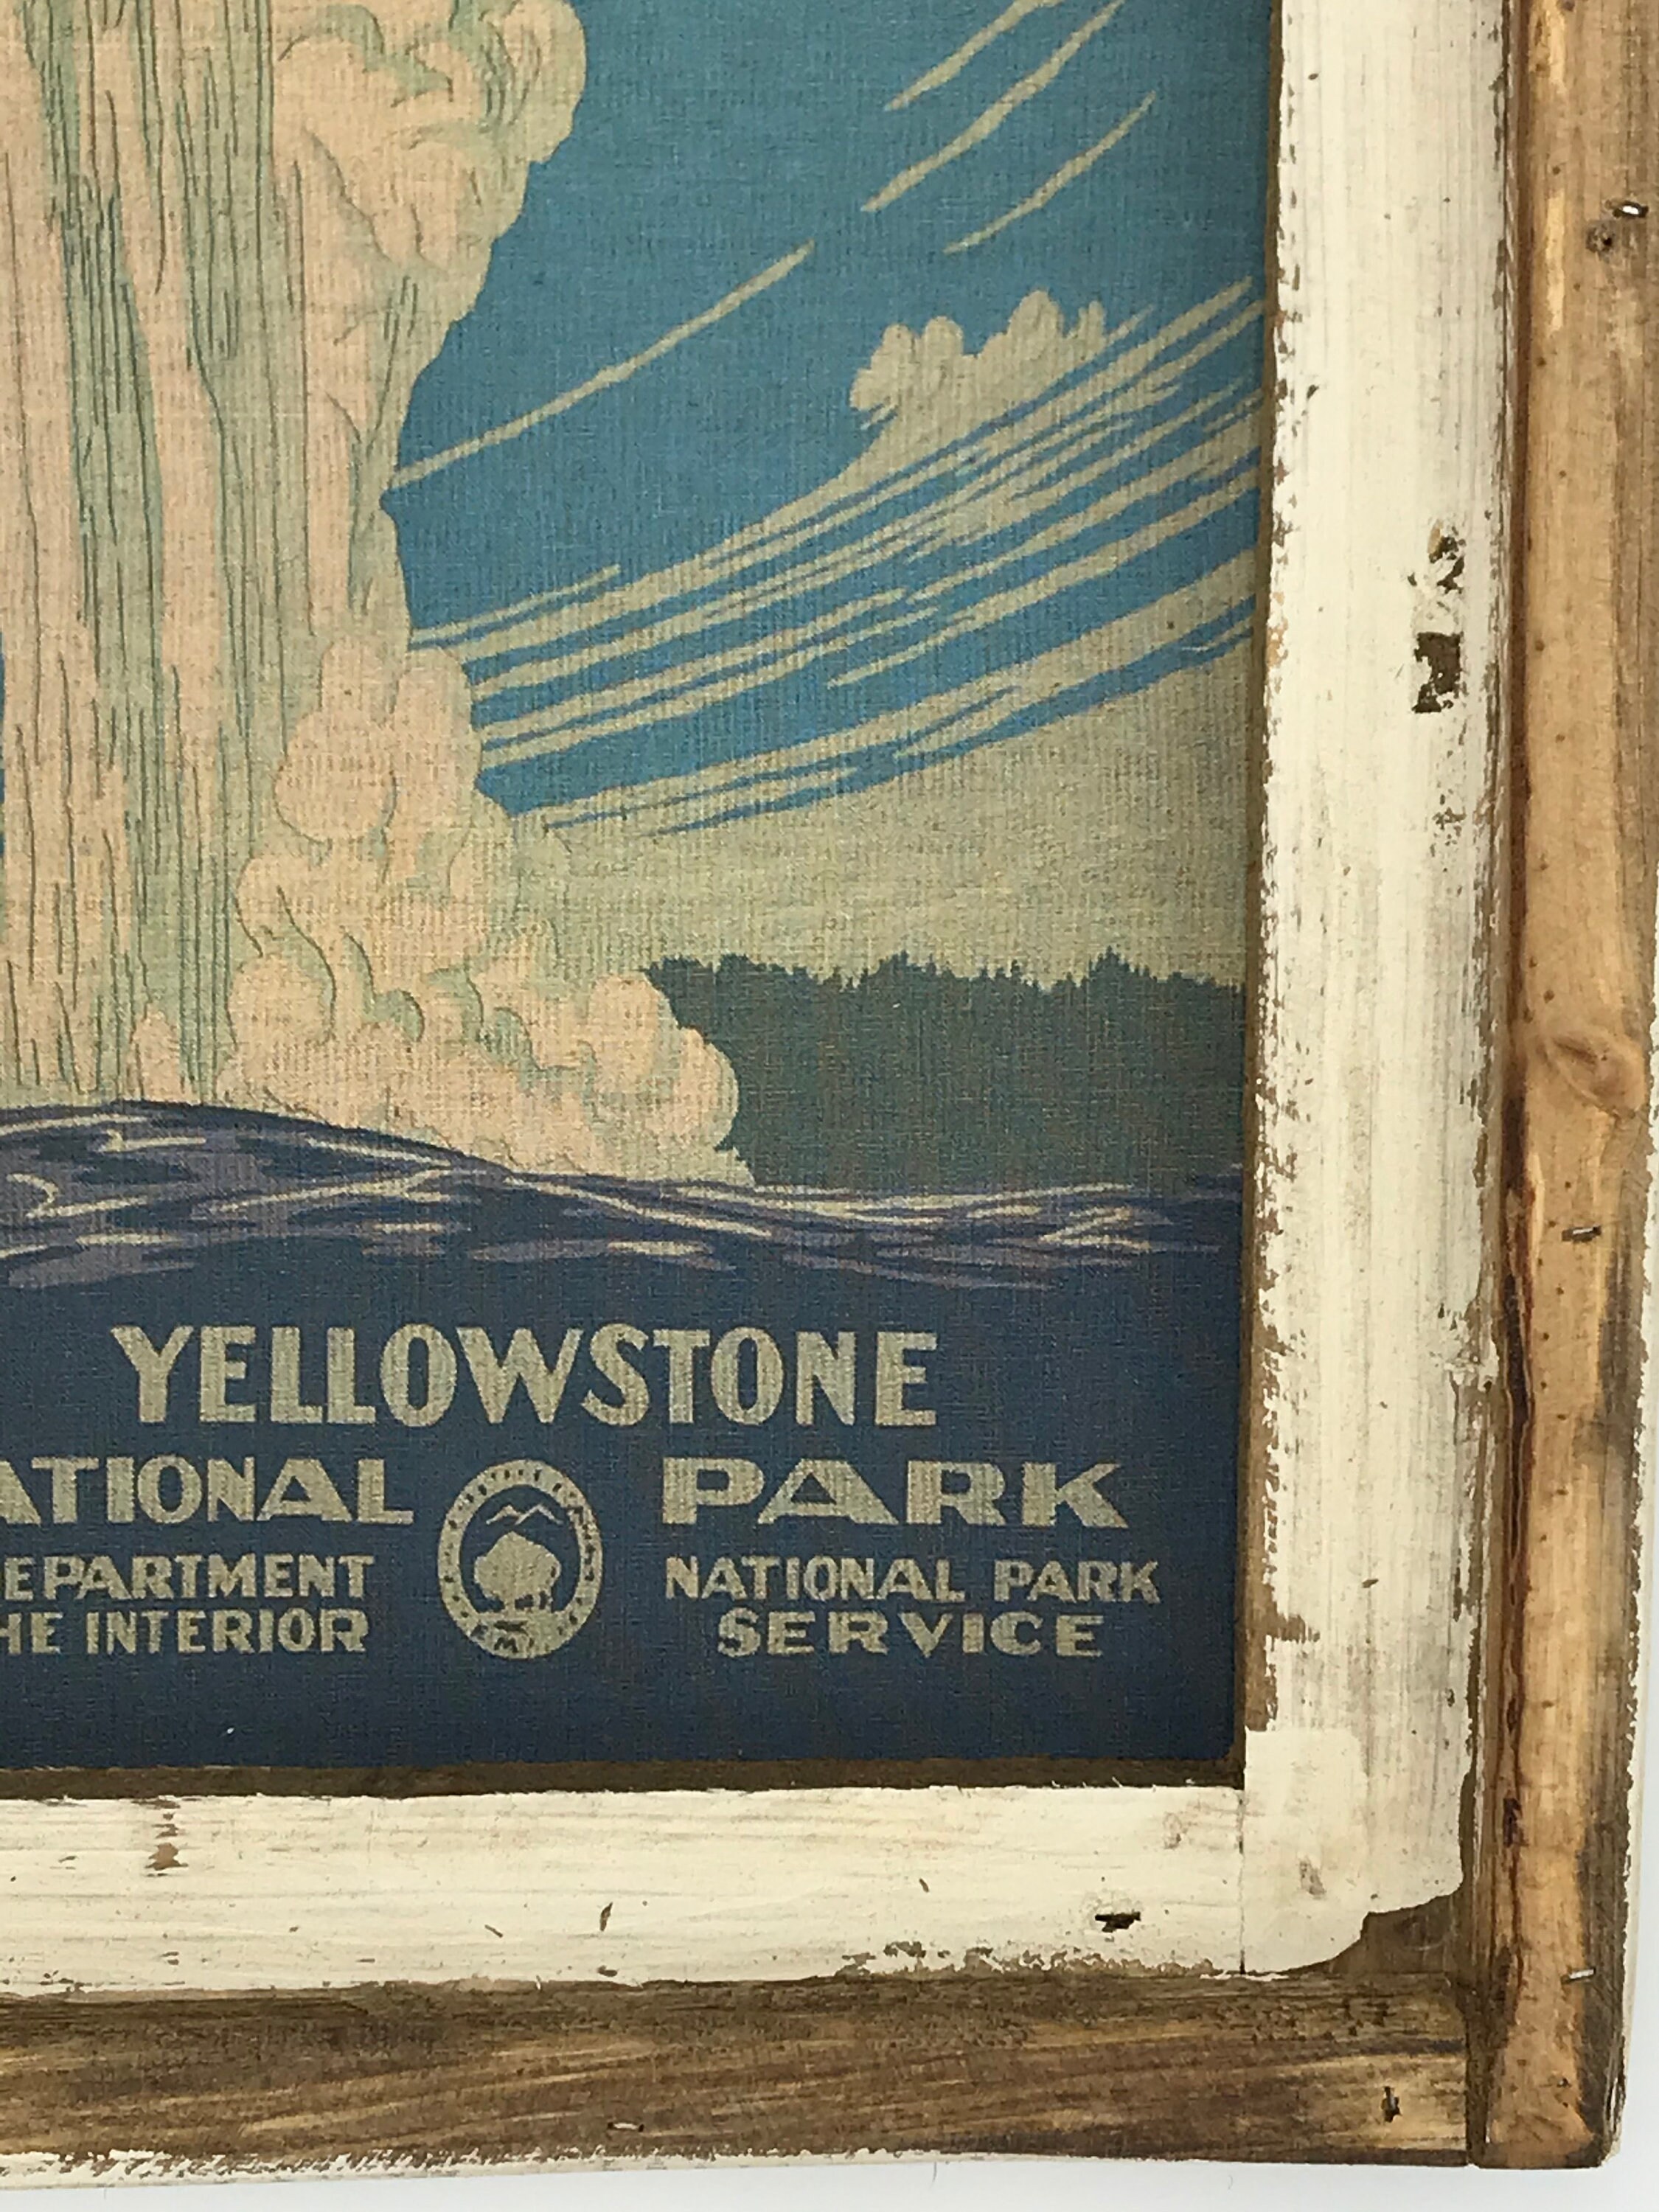 YELLOWSTONE
ATIONAL PARK
EPARTMENT NATIONAL PARK
HE INTERIOR SERVICE